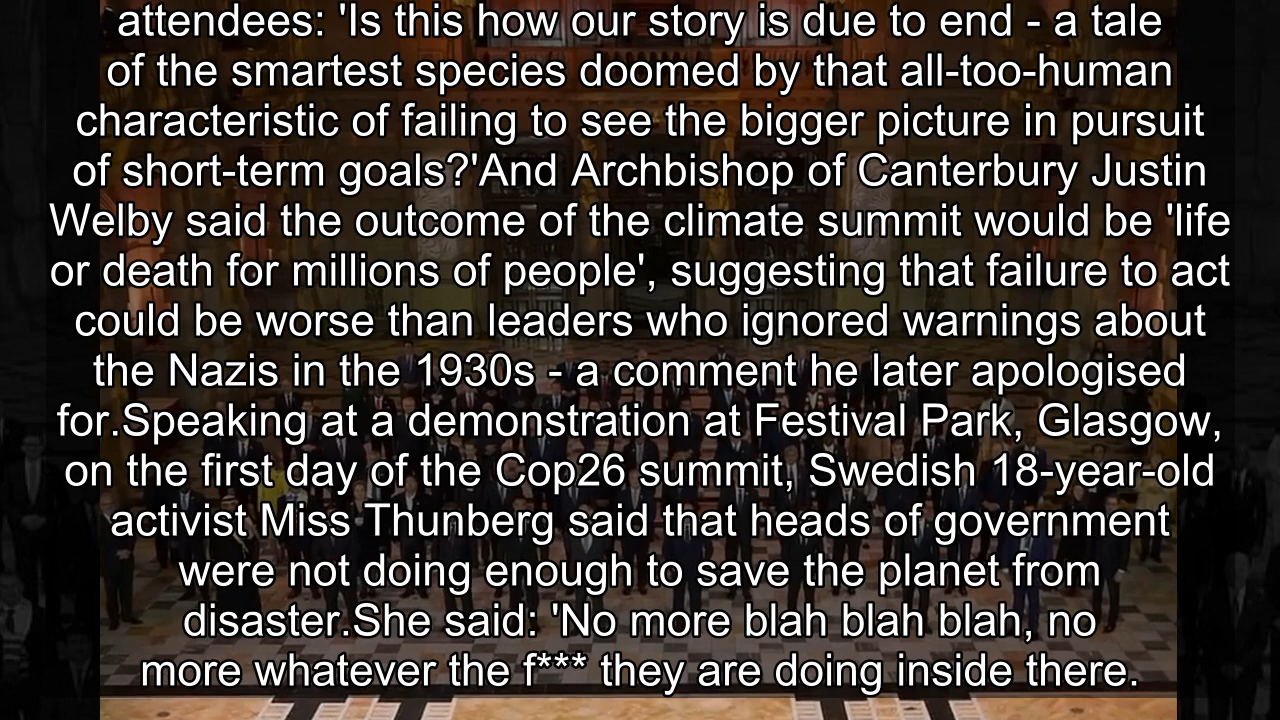 attendees: 'Is this how our story is due to end - a tale
of the smartest species doomed by that all-too-human
characteristic of failing to see the bigger picture in pursuit
of short-term goals?'And Archbishop of Canterbury Justin
Welby said the outcome of the climate summit would be 'life
or death for millions of people', suggesting that failure to act
could be worse than leaders who ignored warnings about
the Nazis in the 1930s - a comment he later apologised
for.Speaking at a demonstration at Festival Park, Glasgow,
on the first day of the Cop26 summit, Swedish 18-year-old
activist Miss Thunberg said that heads of government
were not doing enough to save the planet from
disaster.She said: 'No more blah blah blah, no
more whatever the f*** they are doing inside there.